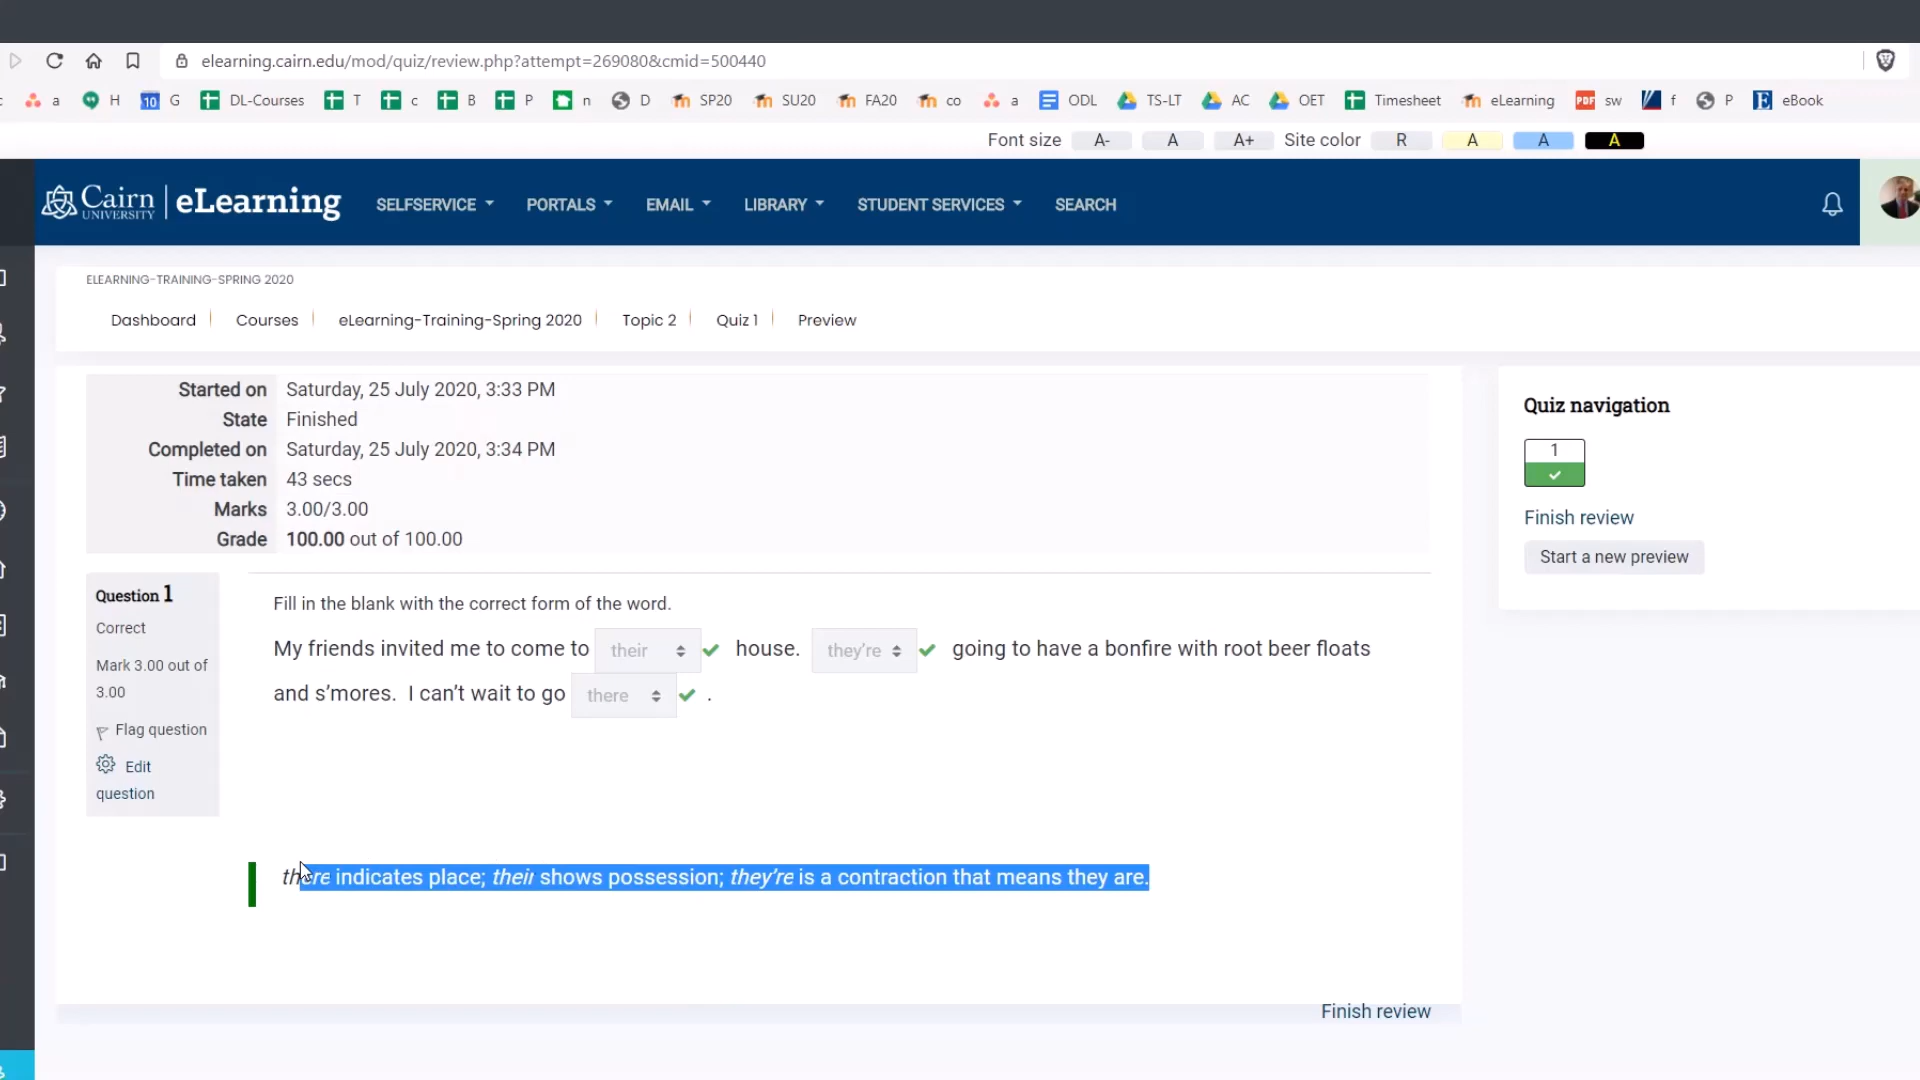 elearning.cairn.edu/mod/quiz/review.php?attempt=269080&cmid=500440
c a H 10 G DL-Courses T c B P n D SP20 SU20 FA20 co a ODL TS-LT AC OET Timesheet eLearning PDF sw f P E eBook
Font size A- A A+ Site color R A A A
Cairn UNIVERSITY eLearning SELFSERVICE PORTALS EMAIL LIBRARY STUDENT SERVICES SEARCH
ELEARNING-TRAINING-SPRING 2020
Dashboard Courses eLearning-Training-Spring 2020 Topic 2 Quiz 1 Preview
Started on Saturday, 25 July 2020, 3:33 PM
State Finished
Completed on Saturday, 25 July 2020, 3:34 PM
Time taken 43 secs
Marks 3.00/3.00
Grade 100.00 out of 100.00
Quiz navigation
1
Finish review
Start a new preview
Question 1
Correct
Mark 3.00 out of
3.00
Flag question
Edit
question
Fill in the blank with the correct form of the word.
My friends invited me to come to their house. they’re going to have a bonfire with root beer floats
and s’mores. I can’t wait to go there .
there indicates place; their shows possession; they’re is a contraction that means they are.
Finish review